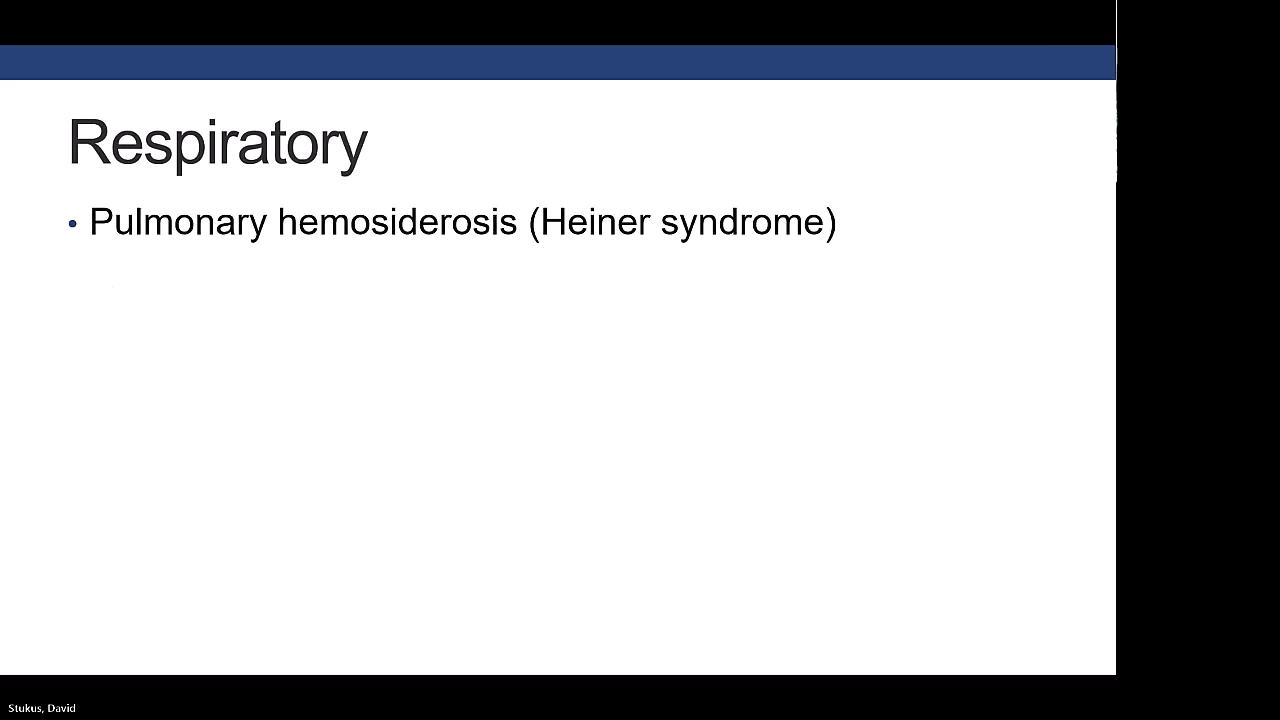 Respiratory
• Pulmonary hemosiderosis (Heiner syndrome)
Stukus, David